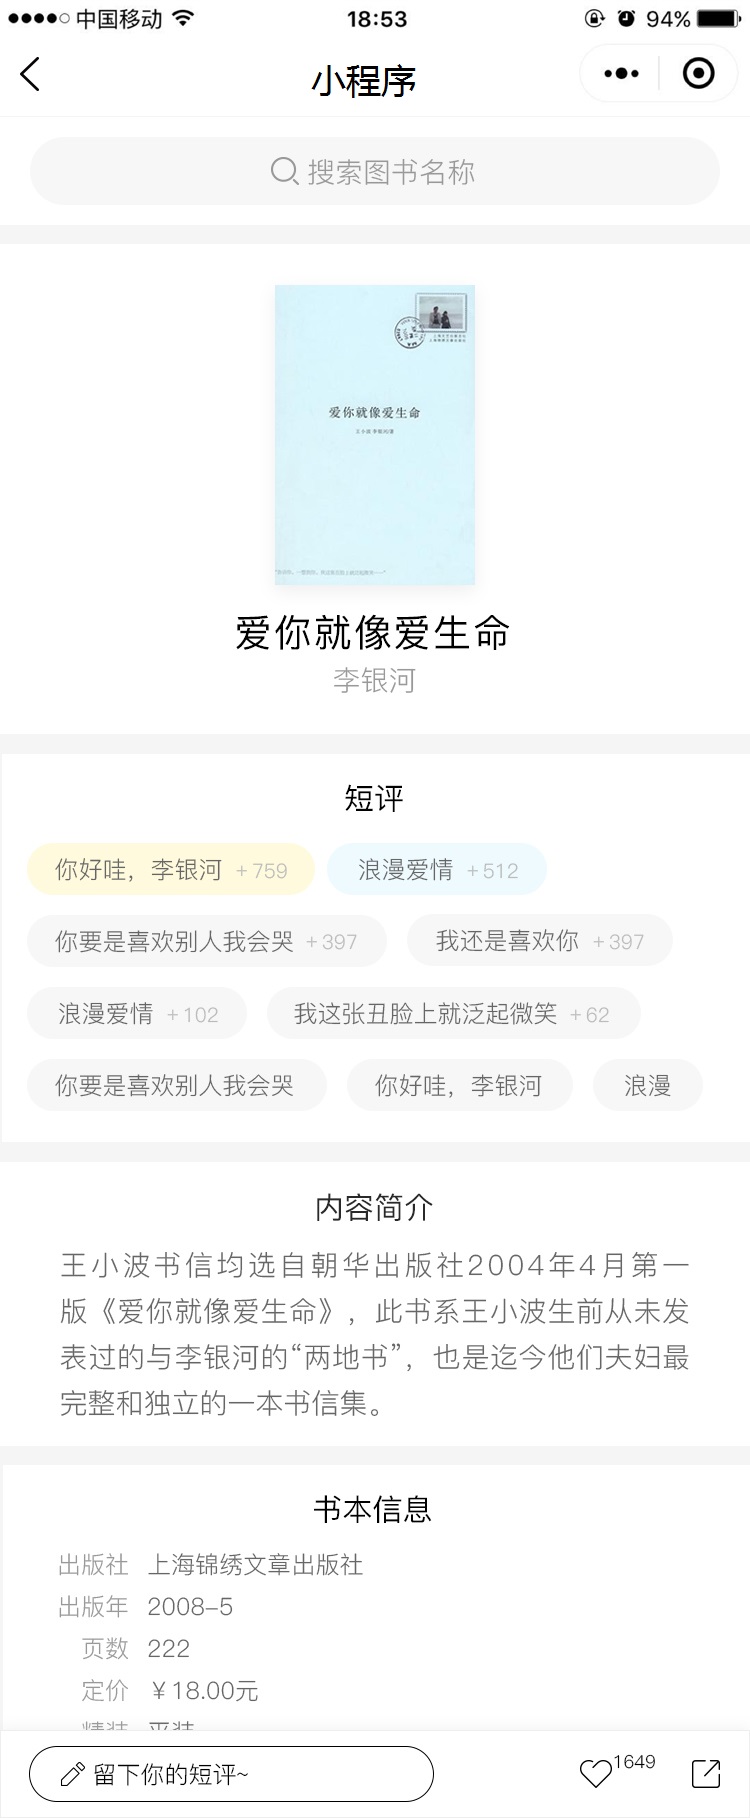 中国移动
18:53
94%
小程序
搜索图书名称
爱你就像爱生命
王小波 李银河/著
爱你就像爱生命
李银河
短评
你好哇，李银河 +759
浪漫爱情 +512
你要是喜欢别人我会哭 +397
我还是喜欢你 +397
浪漫爱情 +102
我这张丑脸上就泛起微笑 +62
你要是喜欢别人我会哭
你好哇，李银河
浪漫
内容简介
王小波书信均选自朝华出版社2004年4月第一
版《爱你就像爱生命》，此书系王小波生前从未发
表过的与李银河的“两地书”，也是迄今他们夫妇最
完整和独立的一本书信集。
书本信息
出版社 上海锦绣文章出版社
出版年 2008-5
页数 222
定价 ￥18.00元
精装 平装
留下你的短评~
1649